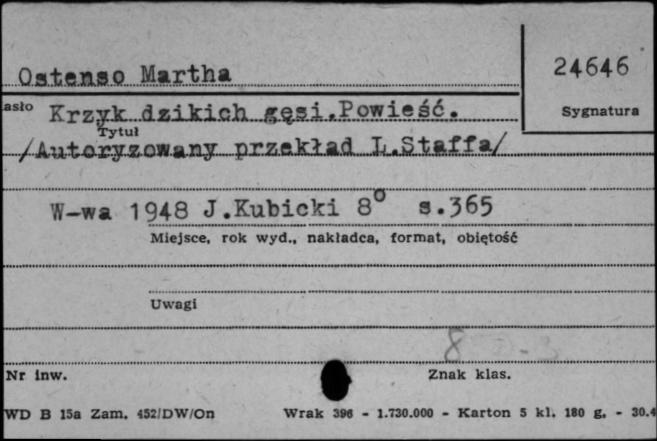 Ostenso Martha
24646
asło
Krzyk dzikich gęsi.Powieść.
Sygnatura
Tytuł
/Autoryzowany przekład L.Staffa/
W-wa 1948 J.Kubicki 8° s.365
Miejsce, rok wyd., nakładca, format, objętość
Uwagi
8
Nr inw.
Znak klas.
WD B 15a Zam. 452/DW/On Wrak 396 - 1.730.000 - Karton 5 kl. 180 g. - 30.4